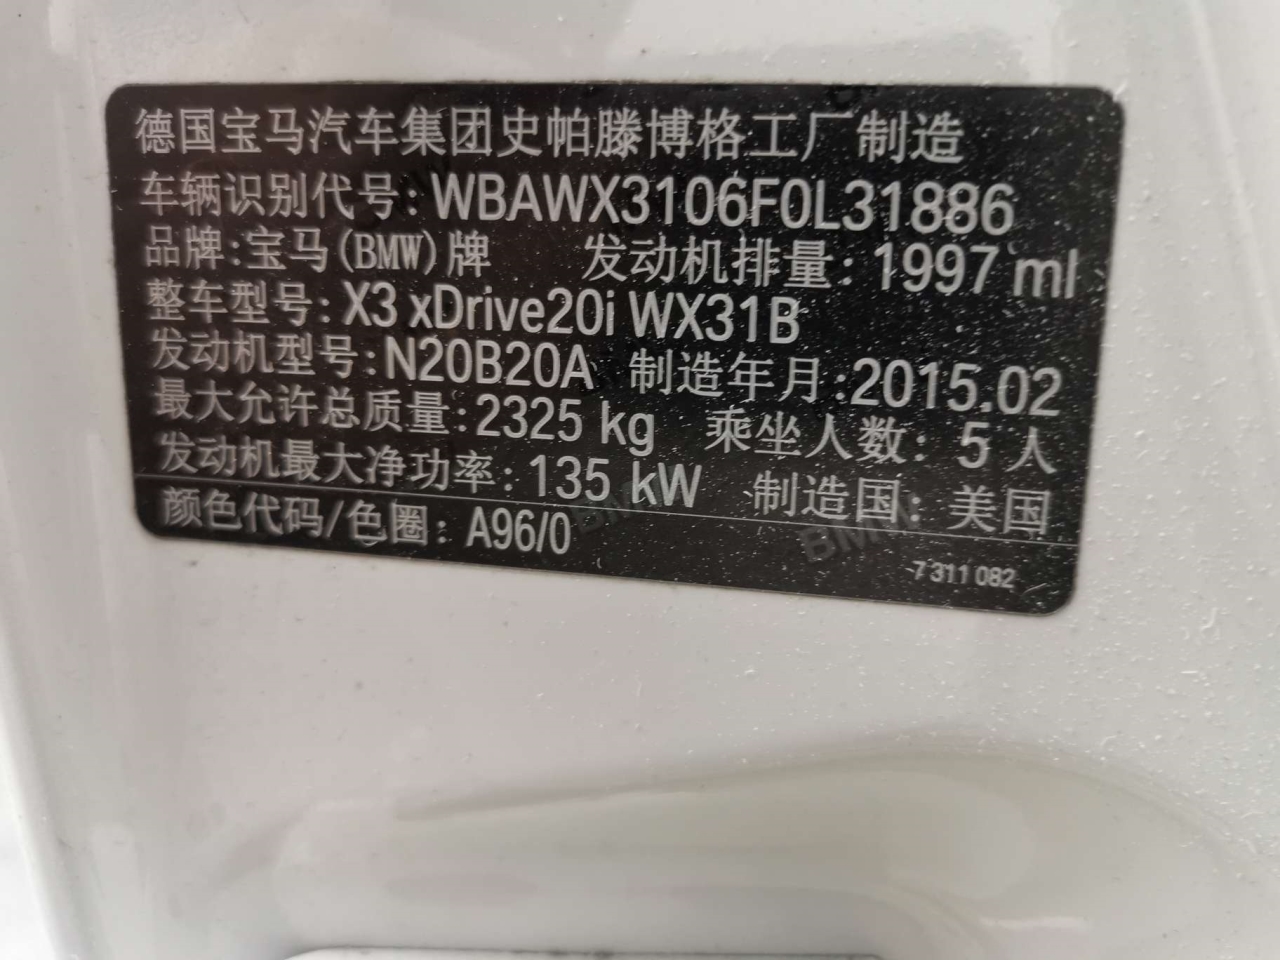 德国宝马汽车集团史帕滕博格工厂制造
车辆识别代号:WBAWX3106F0L31886
品牌:宝马(BMW)牌 发动机排量:1997 ml
整车型号:X3 xDrive20i WX31B
发动机型号:N20B20A 制造年月:2015.02
最大允许总质量:2325 kg 乘坐人数:5 人
发动机最大净功率:135 kW 制造国:美国
颜色代码/色圈:A96/0
7 311 082